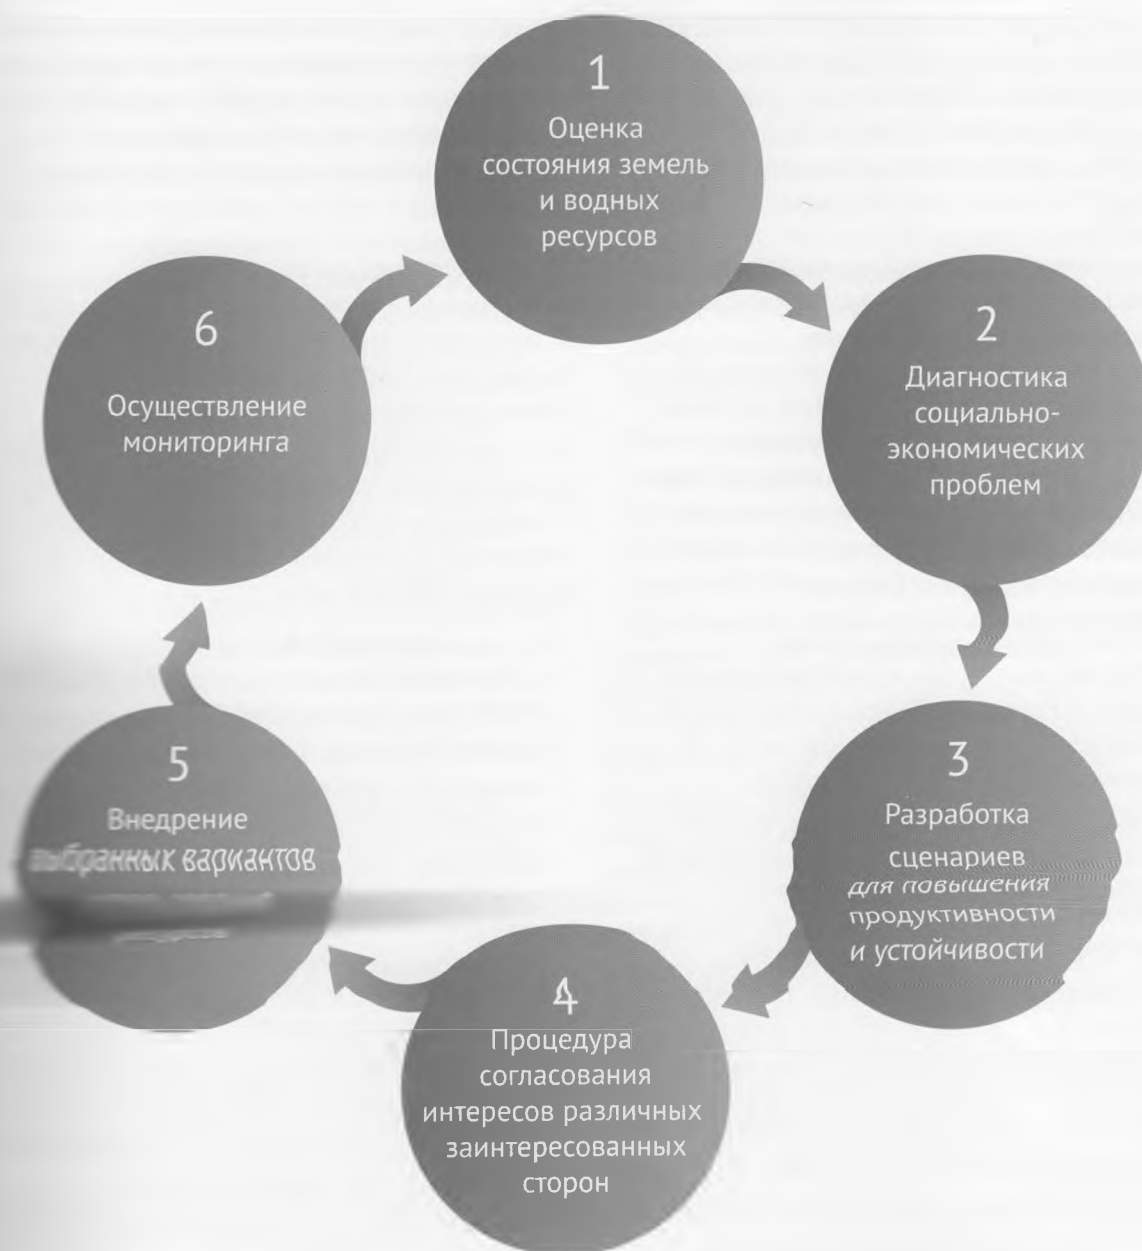 1
Оценка
состояния земель
и водных
ресурсов
2
Диагностика
социально-
экономических
проблем
3
Разработка
сценариев
для повышения
продуктивности
и устойчивости
4
Процедура
согласования
интересов различных
заинтересованных
сторон
5
Внедрение
выбранных вариантов
6
Осуществление
мониторинга